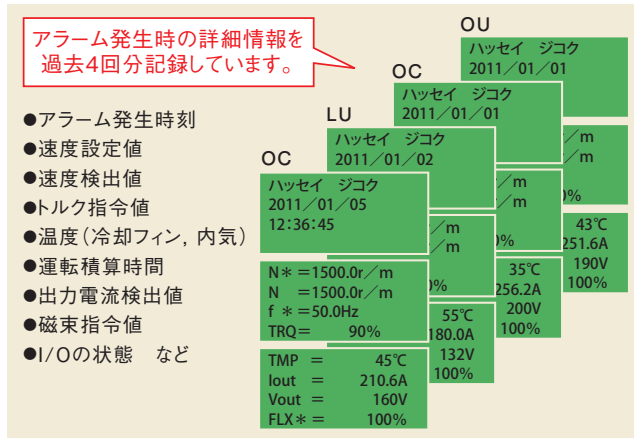 アラーム発生時の詳細情報を
過去4回分記録しています。
●アラーム発生時刻
●速度設定値
●速度検出値
●トルク指令値
●温度（冷却フィン，内気）
●運転積算時間
●出力電流検出値
●磁束指令値
●I/Oの状態　など
OC
ハッセイ　ジコク
2011／01／05
12:36:45
N＊＝1500.0r／m
N　＝1500.0r／m
f ＊＝50.0Hz
TRQ＝　90%
TMP ＝　45℃
Iout ＝　210.6A
Vout ＝　160V
FLX＊＝　100%
LU
ハッセイ　ジコク
2011／01／02
／m
／m
0%
55℃
180.0A
132V
100%
OC
ハッセイ　ジコク
2011／01／01
／m
／m
0%
35℃
256.2A
200V
100%
OU
ハッセイ　ジコク
2011／01／01
／m
／m
0%
43℃
251.6A
190V
100%